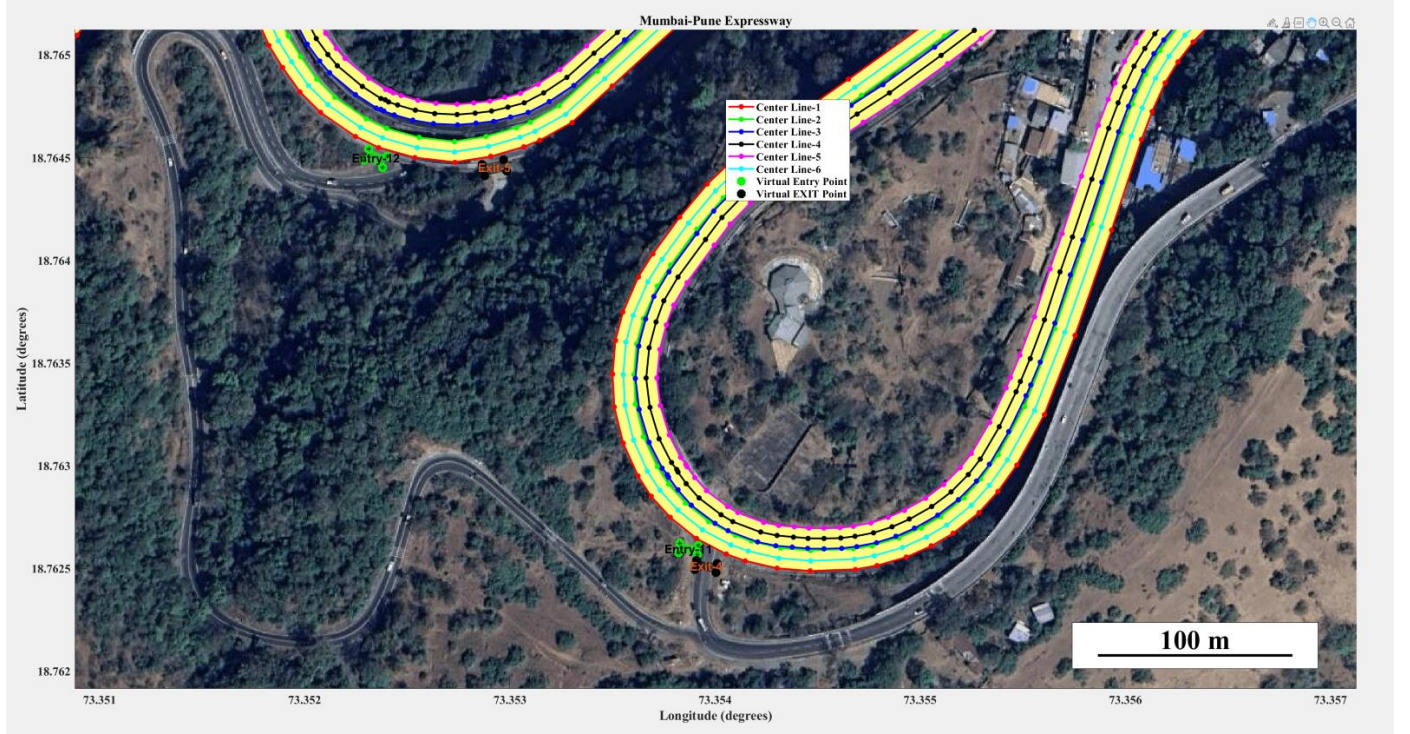 Mumbai-Pune Expressway
18.765
18.7645
18.764
18.7635
18.763
18.7625
18.762
Latitude (degrees)
Center Line-1
Center Line-2
Center Line-3
Center Line-4
Center Line-5
Center Line-6
Virtual Entry Point
Virtual EXIT Point
Entry-12
Exit-5
Entry-11
Exit-4
100 m
73.351
73.352
73.353
73.354
73.355
73.356
73.357
Longitude (degrees)